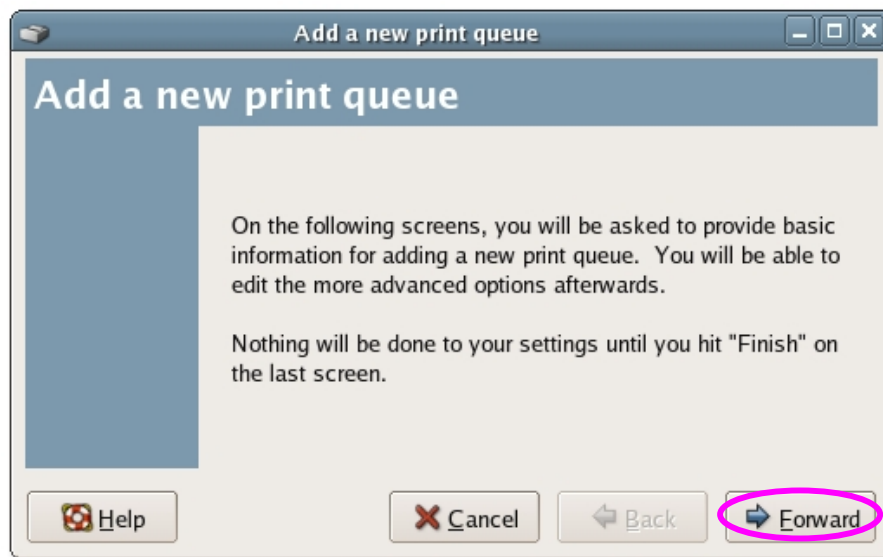 Add a new print queue
Add a new print queue
On the following screens, you will be asked to provide basic
information for adding a new print queue.  You will be able to
edit the more advanced options afterwards.
Nothing will be done to your settings until you hit "Finish" on
the last screen.
Help
Cancel
Back
Forward